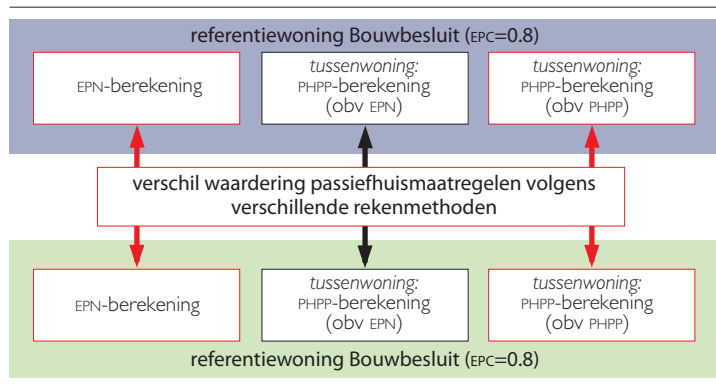 referentiewoning Bouwbesluit (EPC=0.8)
EPN-berekening
tussenwoning:
PHPP-berekening
(obv EPN)
tussenwoning:
PHPP-berekening
(obv PHPP)
verschil waardering passiefhuismaatregelen volgens
verschillende rekenmethoden
EPN-berekening
tussenwoning:
PHPP-berekening
(obv EPN)
tussenwoning:
PHPP-berekening
(obv PHPP)
referentiewoning Bouwbesluit (EPC=0.8)